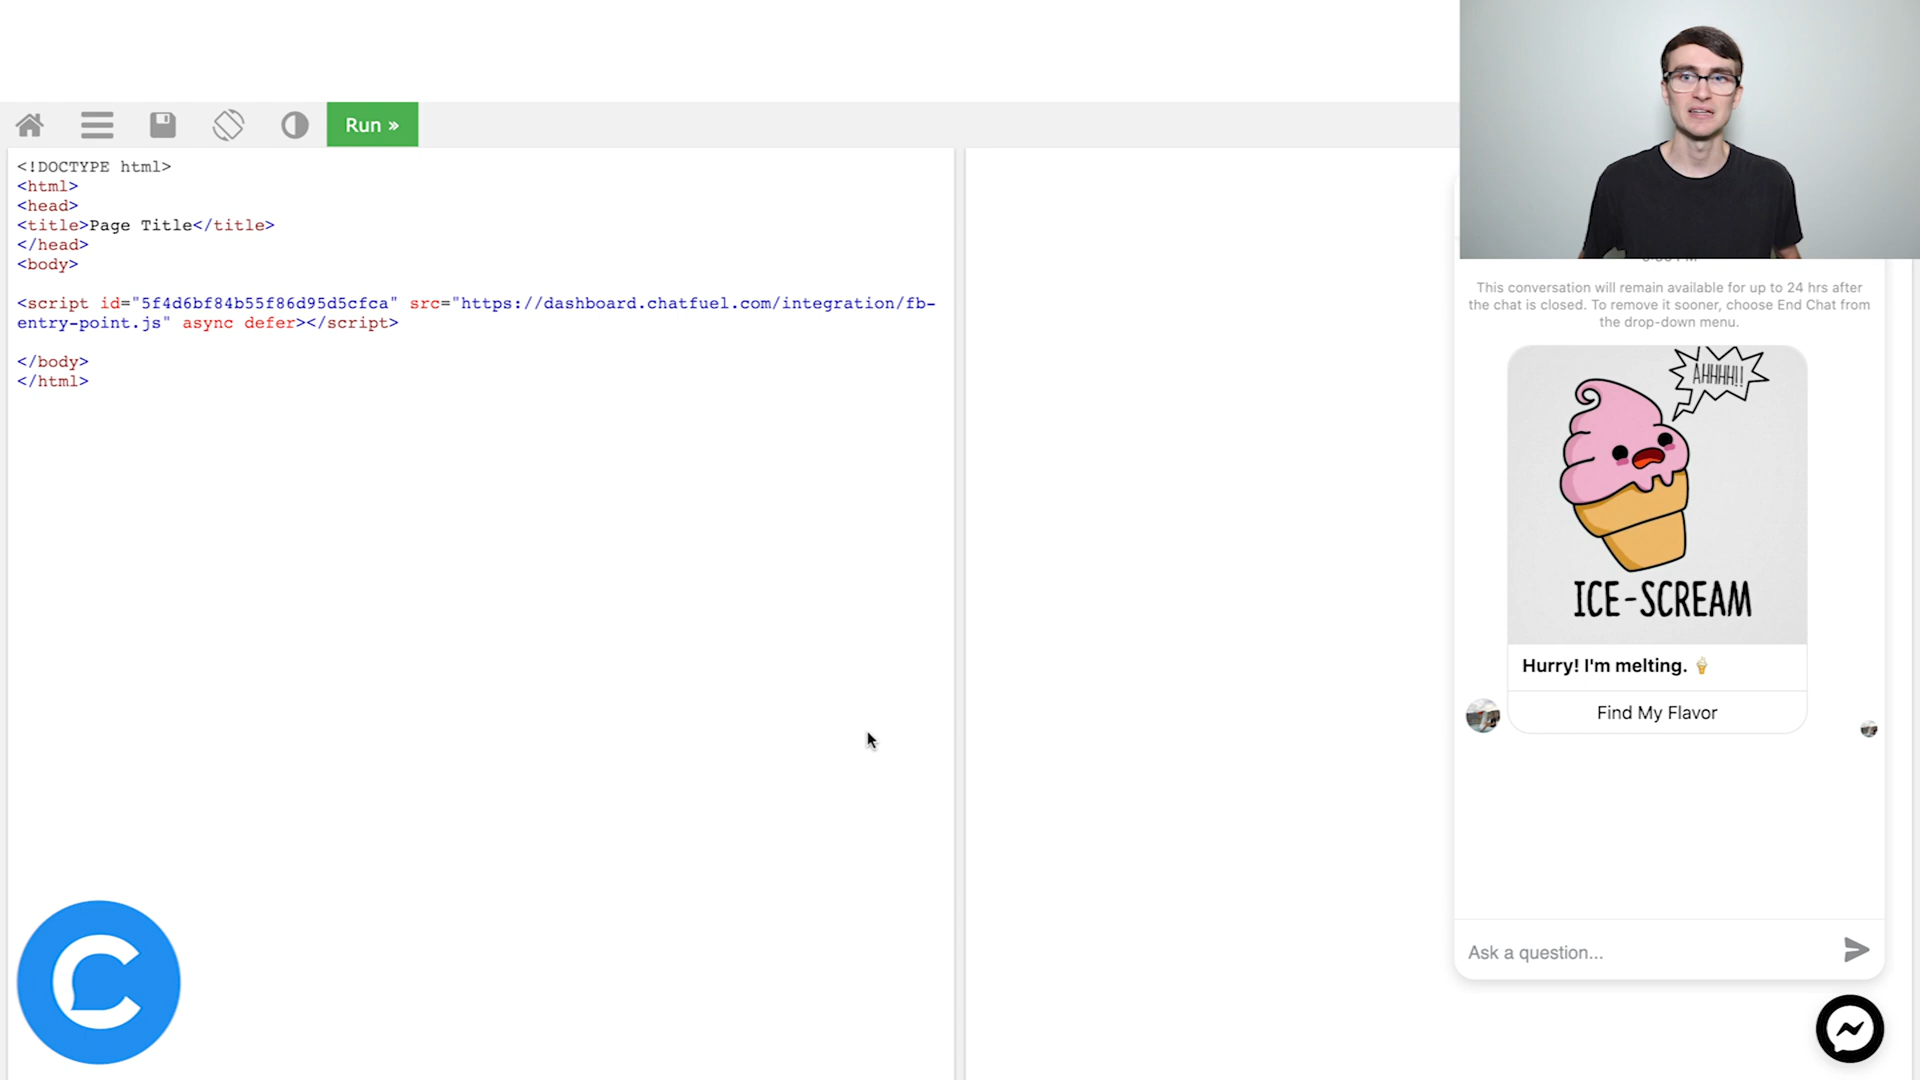 Run »
<!DOCTYPE html>
<html>
<head>
<title>Page Title</title>
</head>
<body>
<script id="5f4d6bf84b55f86d95d5cfca" src="https://dashboard.chatfuel.com/integration/fb-
entry-point.js" async defer></script>
</body>
</html>
This conversation will remain available for up to 24 hrs after
the chat is closed. To remove it sooner, choose End Chat from
the drop-down menu.
AHHHH!!
ICE-SCREAM
Hurry! I'm melting. 🍦
Find My Flavor
Ask a question...